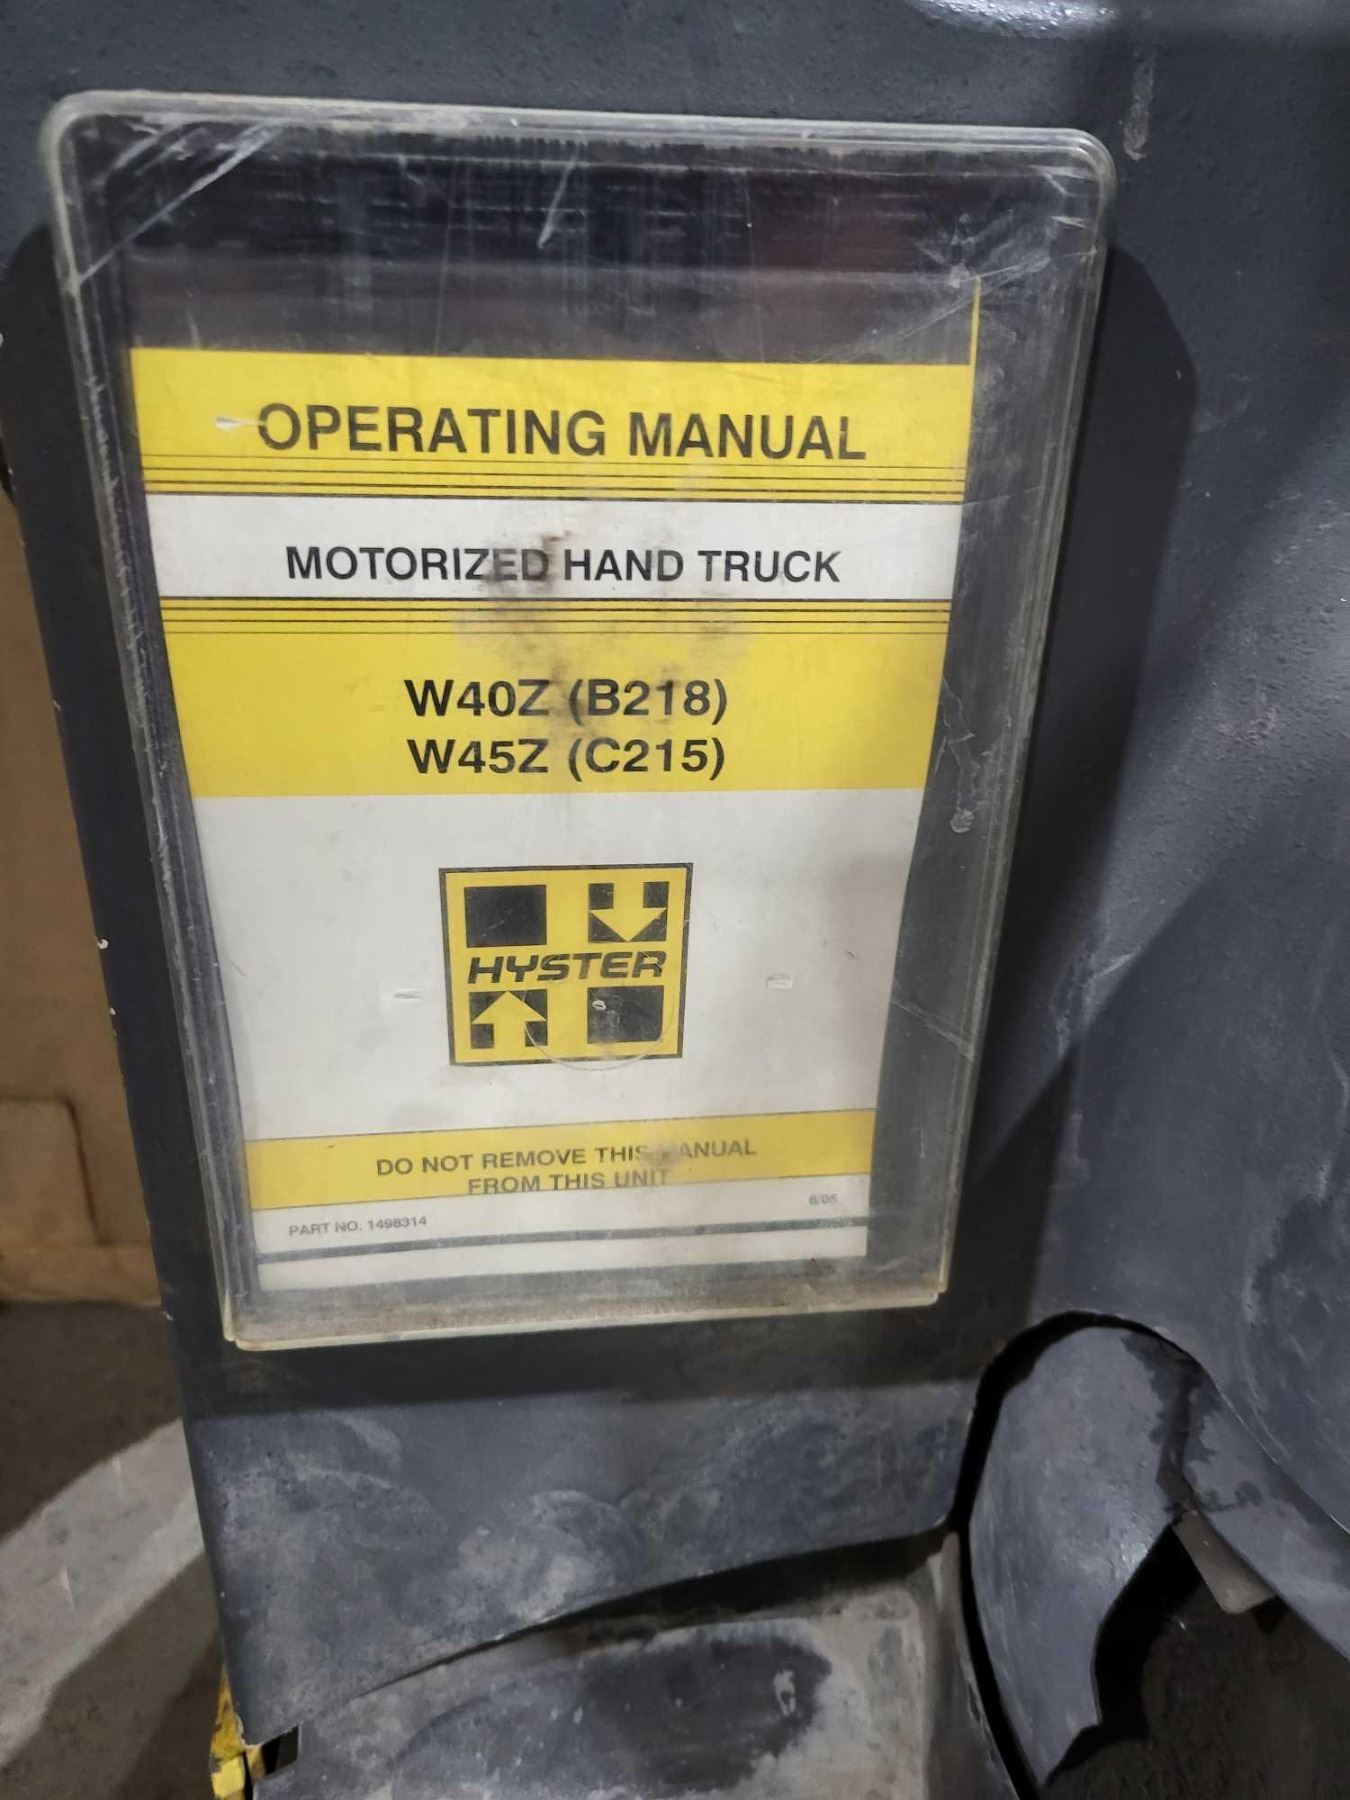 OPERATING MANUAL
MOTORIZED HAND TRUCK
W40Z (B218)
W45Z (C215)
HYSTER
DO NOT REMOVE THIS MANUAL
FROM THIS UNIT
6/05
PART NO. 1498314